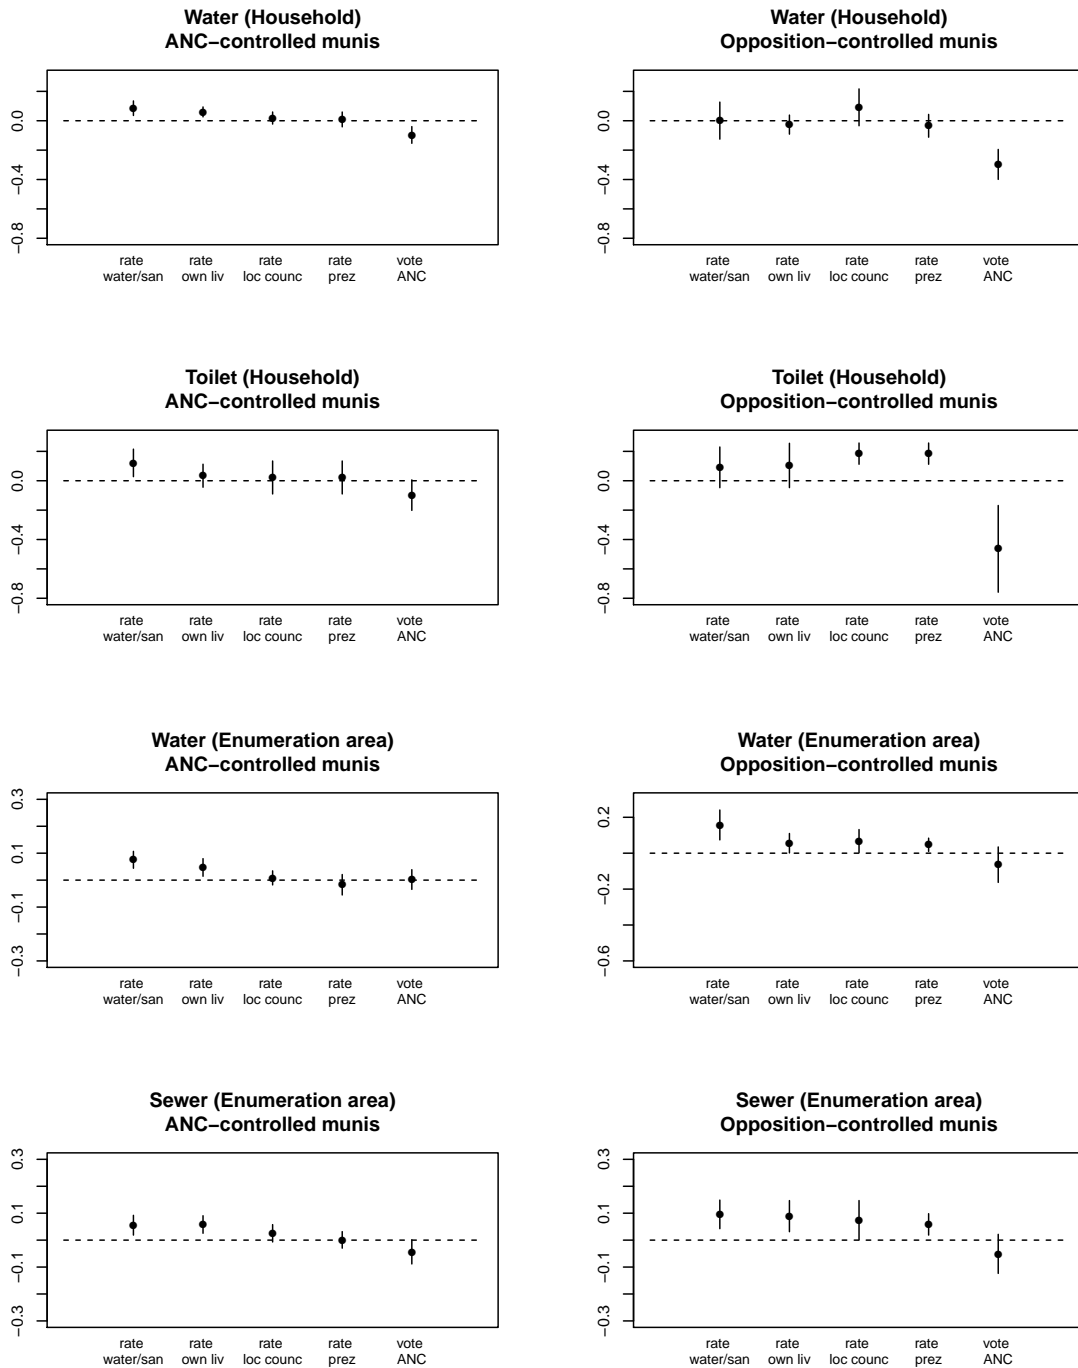 Water (Household)
ANC−controlled munis
0.0
−0.4
−0.8
rate water/san
rate own liv
rate loc counc
rate prez
vote ANC
Water (Household)
Opposition−controlled munis
0.0
−0.4
−0.8
rate water/san
rate own liv
rate loc counc
rate prez
vote ANC
Toilet (Household)
ANC−controlled munis
0.0
−0.4
−0.8
rate water/san
rate own liv
rate loc counc
rate prez
vote ANC
Toilet (Household)
Opposition−controlled munis
0.0
−0.4
−0.8
rate water/san
rate own liv
rate loc counc
rate prez
vote ANC
Water (Enumeration area)
ANC−controlled munis
0.3
0.1
−0.1
−0.3
rate water/san
rate own liv
rate loc counc
rate prez
vote ANC
Water (Enumeration area)
Opposition−controlled munis
0.2
−0.2
−0.6
rate water/san
rate own liv
rate loc counc
rate prez
vote ANC
Sewer (Enumeration area)
ANC−controlled munis
0.3
0.1
−0.1
−0.3
rate water/san
rate own liv
rate loc counc
rate prez
vote ANC
Sewer (Enumeration area)
Opposition−controlled munis
0.3
0.1
−0.1
−0.3
rate water/san
rate own liv
rate loc counc
rate prez
vote ANC